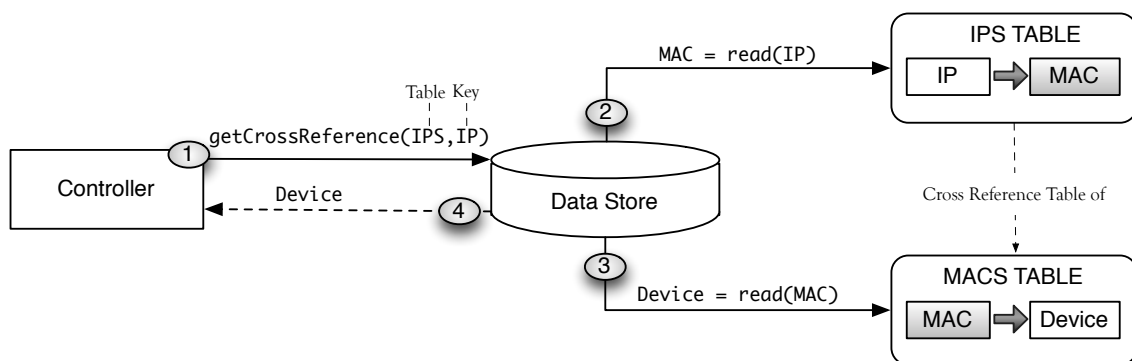 IPS TABLE
MAC = read(IP)
IP
MAC
Table Key
2
getCrossReference(IPS,IP)
1
Controller
Device
4
Data Store
Cross Reference Table of
3
MACS TABLE
Device = read(MAC)
MAC
Device